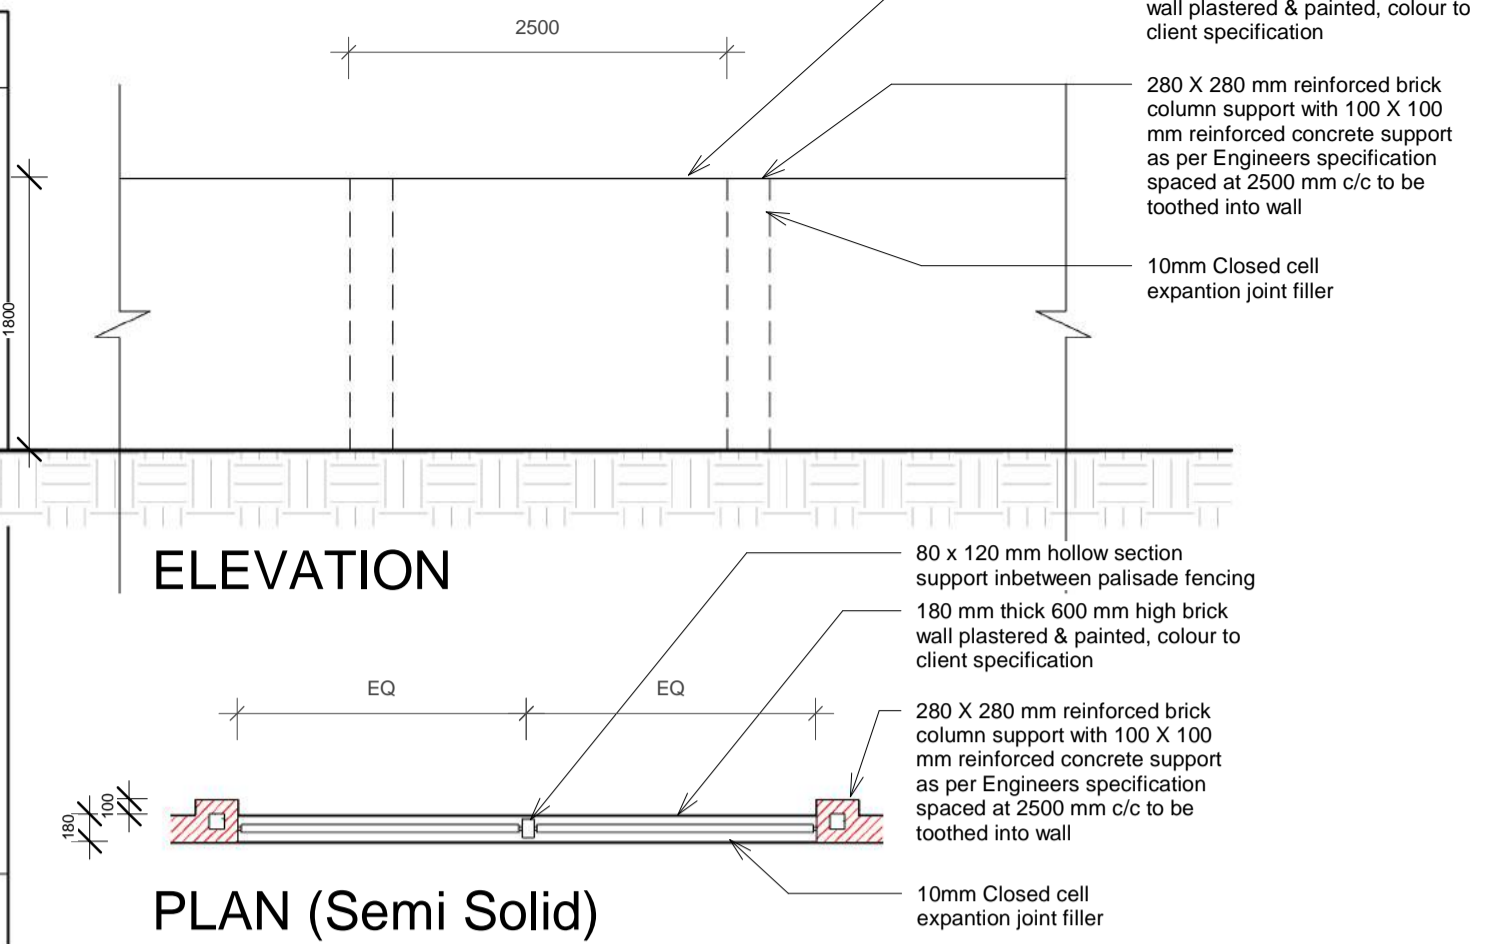 wall plastered & painted, colour to
client specification
2500
280 X 280 mm reinforced brick
column support with 100 X 100
mm reinforced concrete support
as per Engineers specification
spaced at 2500 mm c/c to be
toothed into wall
10mm Closed cell
expantion joint filler
1800
ELEVATION
80 x 120 mm hollow section
support inbetween palisade fencing
180 mm thick 600 mm high brick
wall plastered & painted, colour to
client specification
EQ
EQ
280 X 280 mm reinforced brick
column support with 100 X 100
mm reinforced concrete support
as per Engineers specification
spaced at 2500 mm c/c to be
toothed into wall
100
180
10mm Closed cell
expantion joint filler
PLAN (Semi Solid)